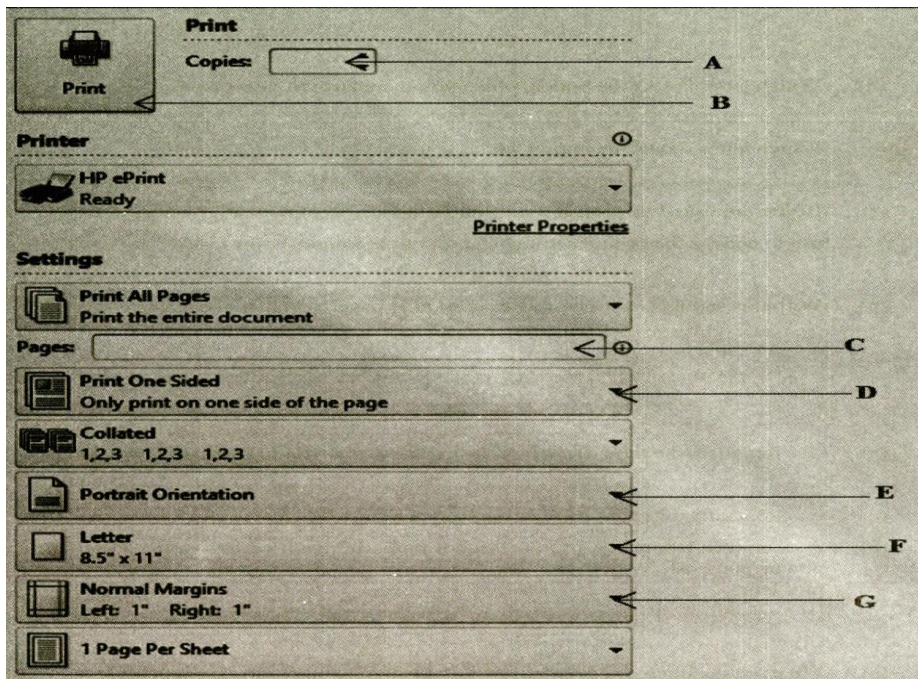 Print
Copies:
A
Print
B
Printer
HP ePrint
Ready
Printer Properties
Settings
Print All Pages
Print the entire document
Pages:
C
Print One Sided
Only print on one side of the page
D
Collated
1,2,3 1,2,3 1,2,3
Portrait Orientation
E
Letter
8.5" x 11"
F
Normal Margins
Left: 1" Right: 1"
G
1 Page Per Sheet